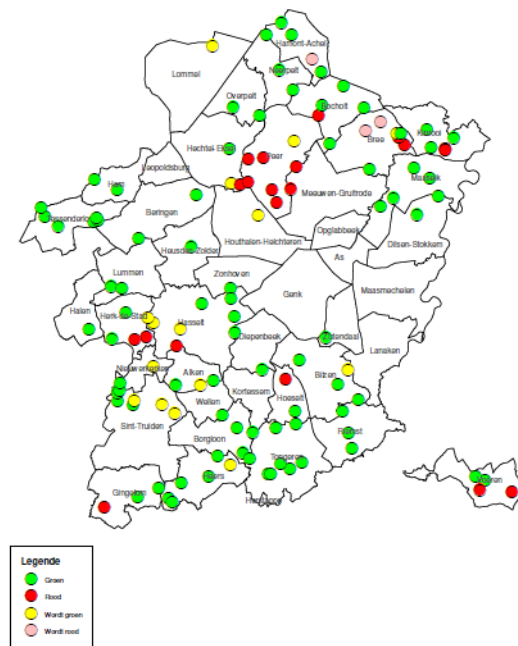 Hamont-Achel
Lommel
Neerpelt
Overpelt
Bocholt
Bree
Kinrooi
Hechtel-Eksel
Peer
Leopoldsburg
Ham
Meeuwen-Gruitrode
Maaseik
Tessenderlo
Beringen
Opglabbeek
Houthalen-Helchteren
Dilsen-Stokkem
Heusden-Zolder
As
Lummen
Zonhoven
Genk
Maasmechelen
Halen
Herk-de-Stad
Hasselt
Diepenbeek
Zutendaal
Lanaken
Nieuwerkerken
Alken
Bilzen
Kortessem
Hoeselt
Wellen
Sint-Truiden
Borgloon
Riemst
Tongeren
Heers
Voeren
Gingelom
Herstappe
Legende
Groen
Rood
Wordt groen
Wordt rood